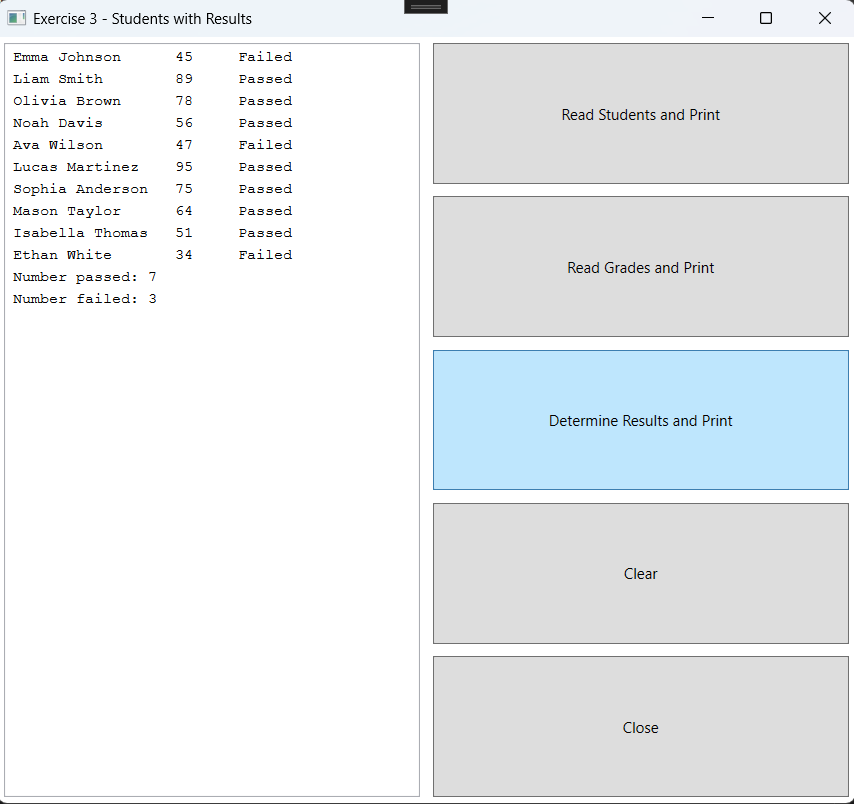 Exercise 3 - Students with Results
Emma Johnson 45 Failed
Liam Smith 89 Passed
Olivia Brown 78 Passed
Noah Davis 56 Passed
Ava Wilson 47 Failed
Lucas Martinez 95 Passed
Sophia Anderson 75 Passed
Mason Taylor 64 Passed
Isabella Thomas 51 Passed
Ethan White 34 Failed
Number passed: 7
Number failed: 3
Read Students and Print
Read Grades and Print
Determine Results and Print
Clear
Close